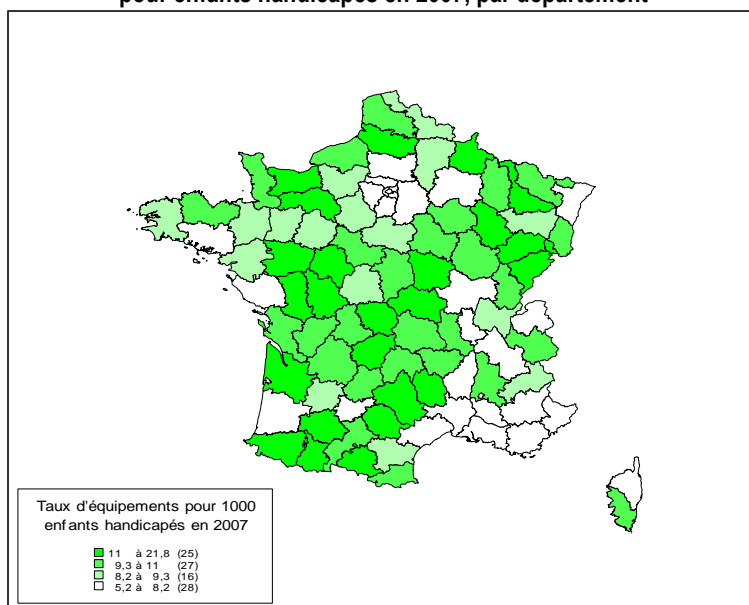 pour enfants handicapés en 2007, par département
Taux d'équipements pour 1000
enfants handicapés en 2007
11 à 21,8 (25)
9,3 à 11 (27)
8,2 à 9,3 (16)
5,2 à 8,2 (28)